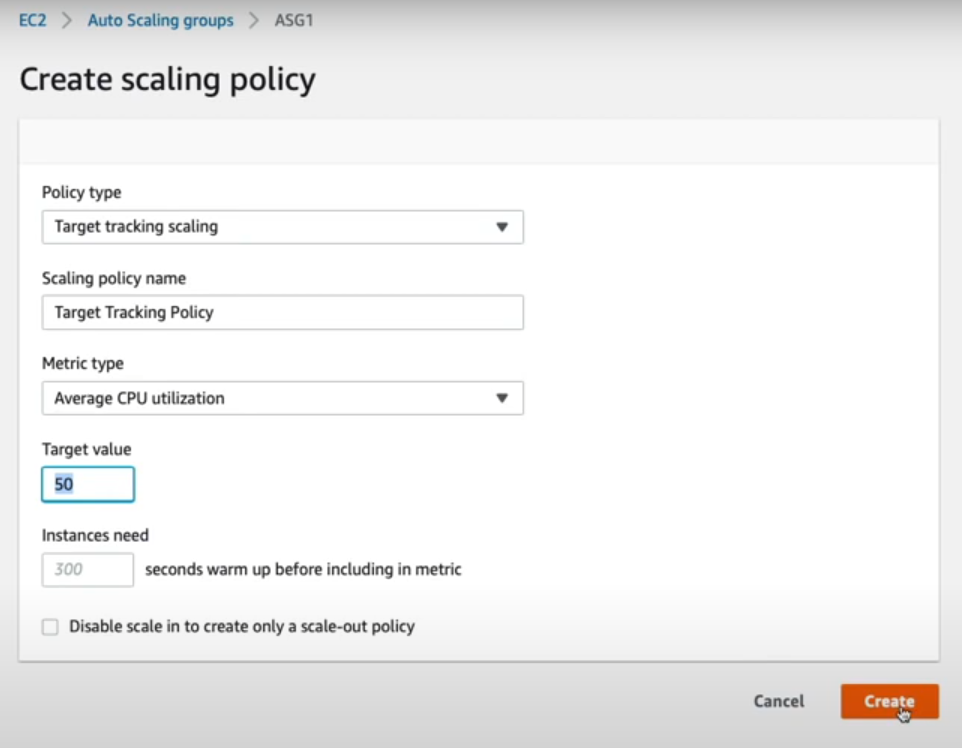 EC2 > Auto Scaling groups > ASG1
Create scaling policy
Policy type
Target tracking scaling
Scaling policy name
Target Tracking Policy
Metric type
Average CPU utilization
Target value
50
Instances need
300 seconds warm up before including in metric
Disable scale in to create only a scale-out policy
Cancel Create